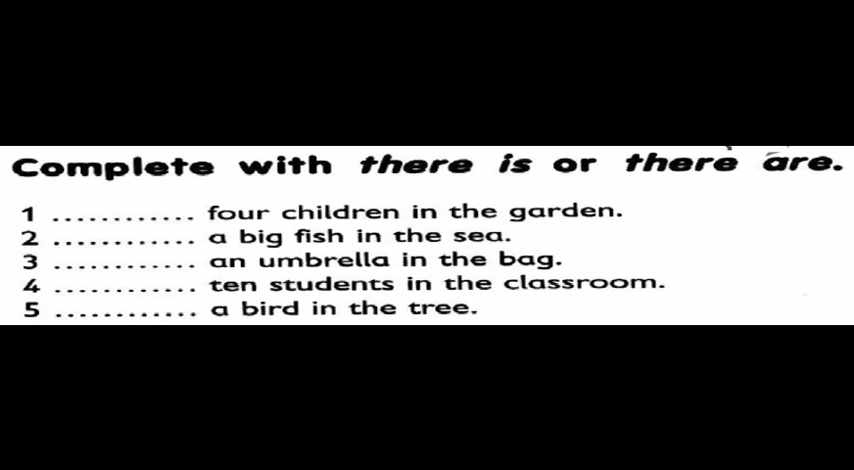 Complete with there is or there are.
1 ............ four children in the garden.
2 ............ a big fish in the sea.
3 ............ an umbrella in the bag.
4 ............ ten students in the classroom.
5 ............ a bird in the tree.